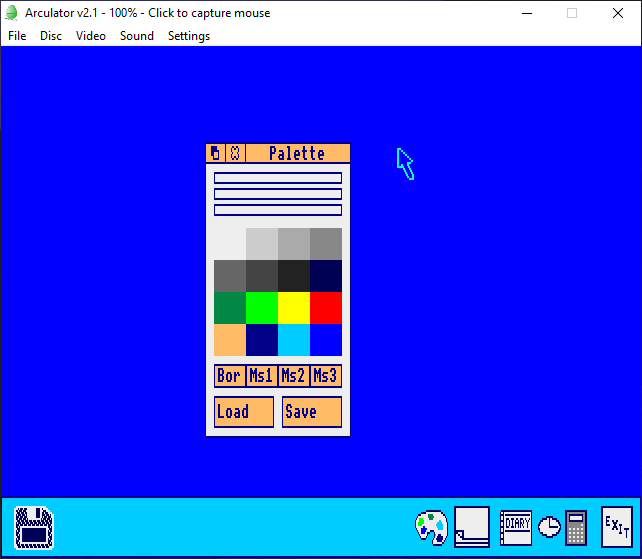 Arculator v2.1 - 100% - Click to capture mouse
File Disc Video Sound Settings
Palette
Bor Ms1 Ms2 Ms3
Load Save
DIARY
EXIT